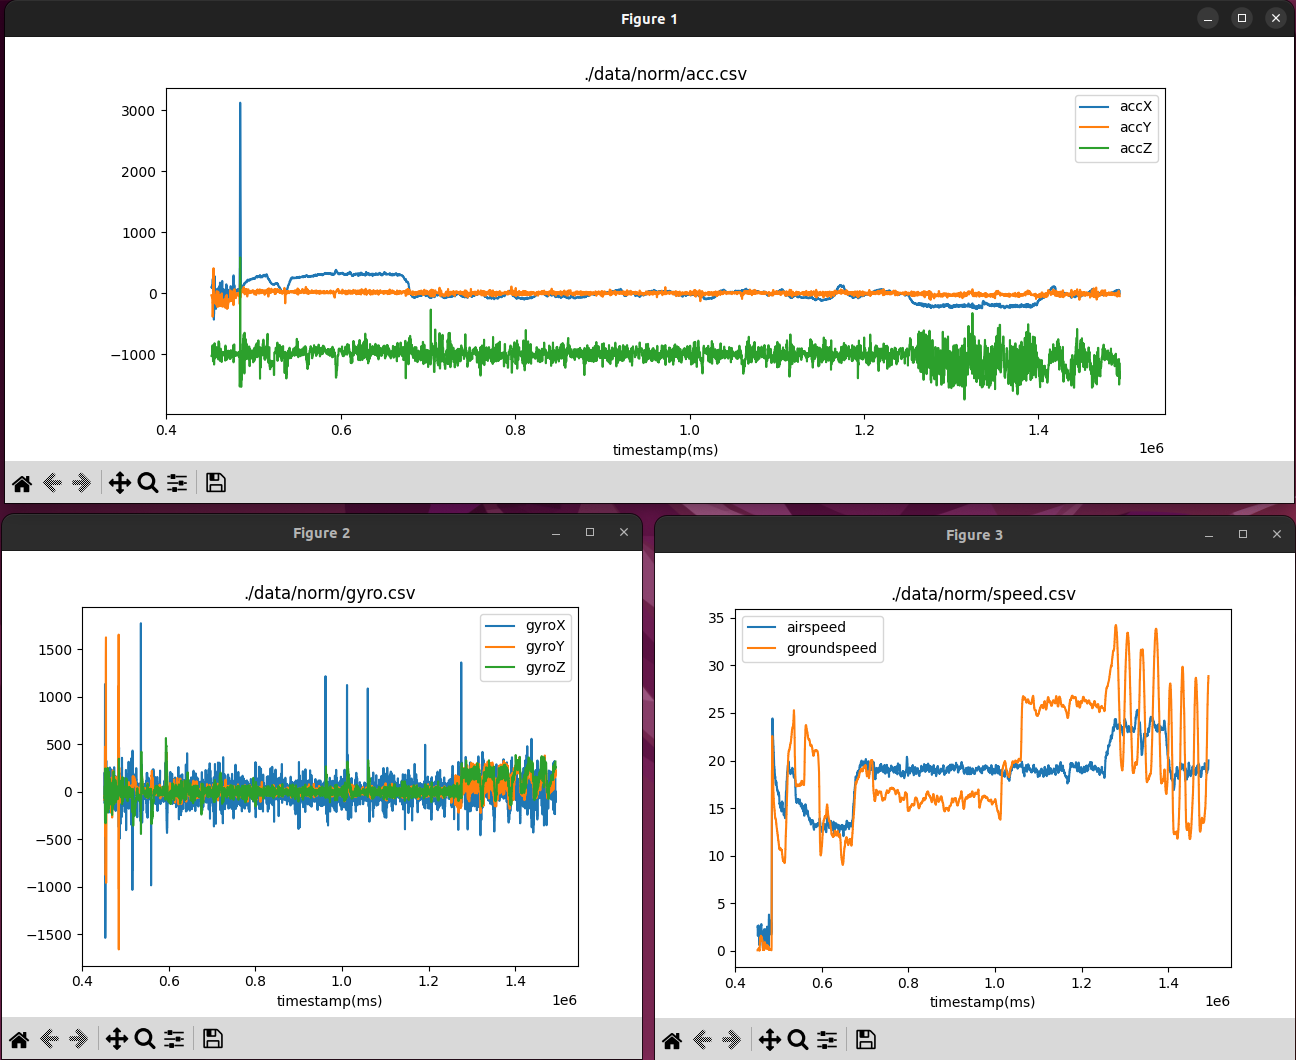 Figure 1
./data/norm/acc.csv
accX
accY
accZ
3000
2000
1000
0
−1000
0.4 0.6 0.8 1.0 1.2 1.4
1e6
timestamp(ms)
Figure 2
./data/norm/gyro.csv
gyroX
gyroY
gyroZ
1500
1000
500
0
−500
−1000
−1500
0.4 0.6 0.8 1.0 1.2 1.4
1e6
timestamp(ms)
Figure 3
./data/norm/speed.csv
airspeed
groundspeed
35
30
25
20
15
10
5
0
0.4 0.6 0.8 1.0 1.2 1.4
1e6
timestamp(ms)